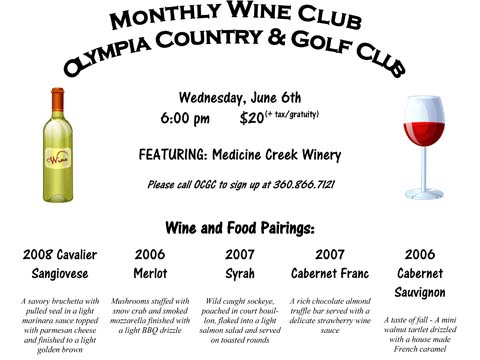 MONTHLY WINE CLUB
OLYMPIA COUNTRY & GOLF CLUB
Wednesday, June 6th
6:00 pm $20(+ tax/gratuity)
Wine
FEATURING: Medicine Creek Winery
Please call OCGC to sign up at 360.866.7121
Wine and Food Pairings:
2008 Cavalier
Sangiovese
A savory bruchetta with
pulled veal in a light
marinara sauce topped
with parmesan cheese
and finished to a light
golden brown
2006
Merlot
Mushrooms stuffed with
snow crab and smoked
mozzarella finished with
a light BBQ drizzle
2007
Syrah
Wild caught sockeye,
poached in court bouil-
lon, flaked into a light
salmon salad and served
on toasted rounds
2007
Cabernet Franc
A rich chocolate almond
truffle bar served with a
delicate strawberry wine
sauce
2006
Cabernet
Sauvignon
A taste of fall - A mini
walnut tartlet drizzled
with a house made
French caramel